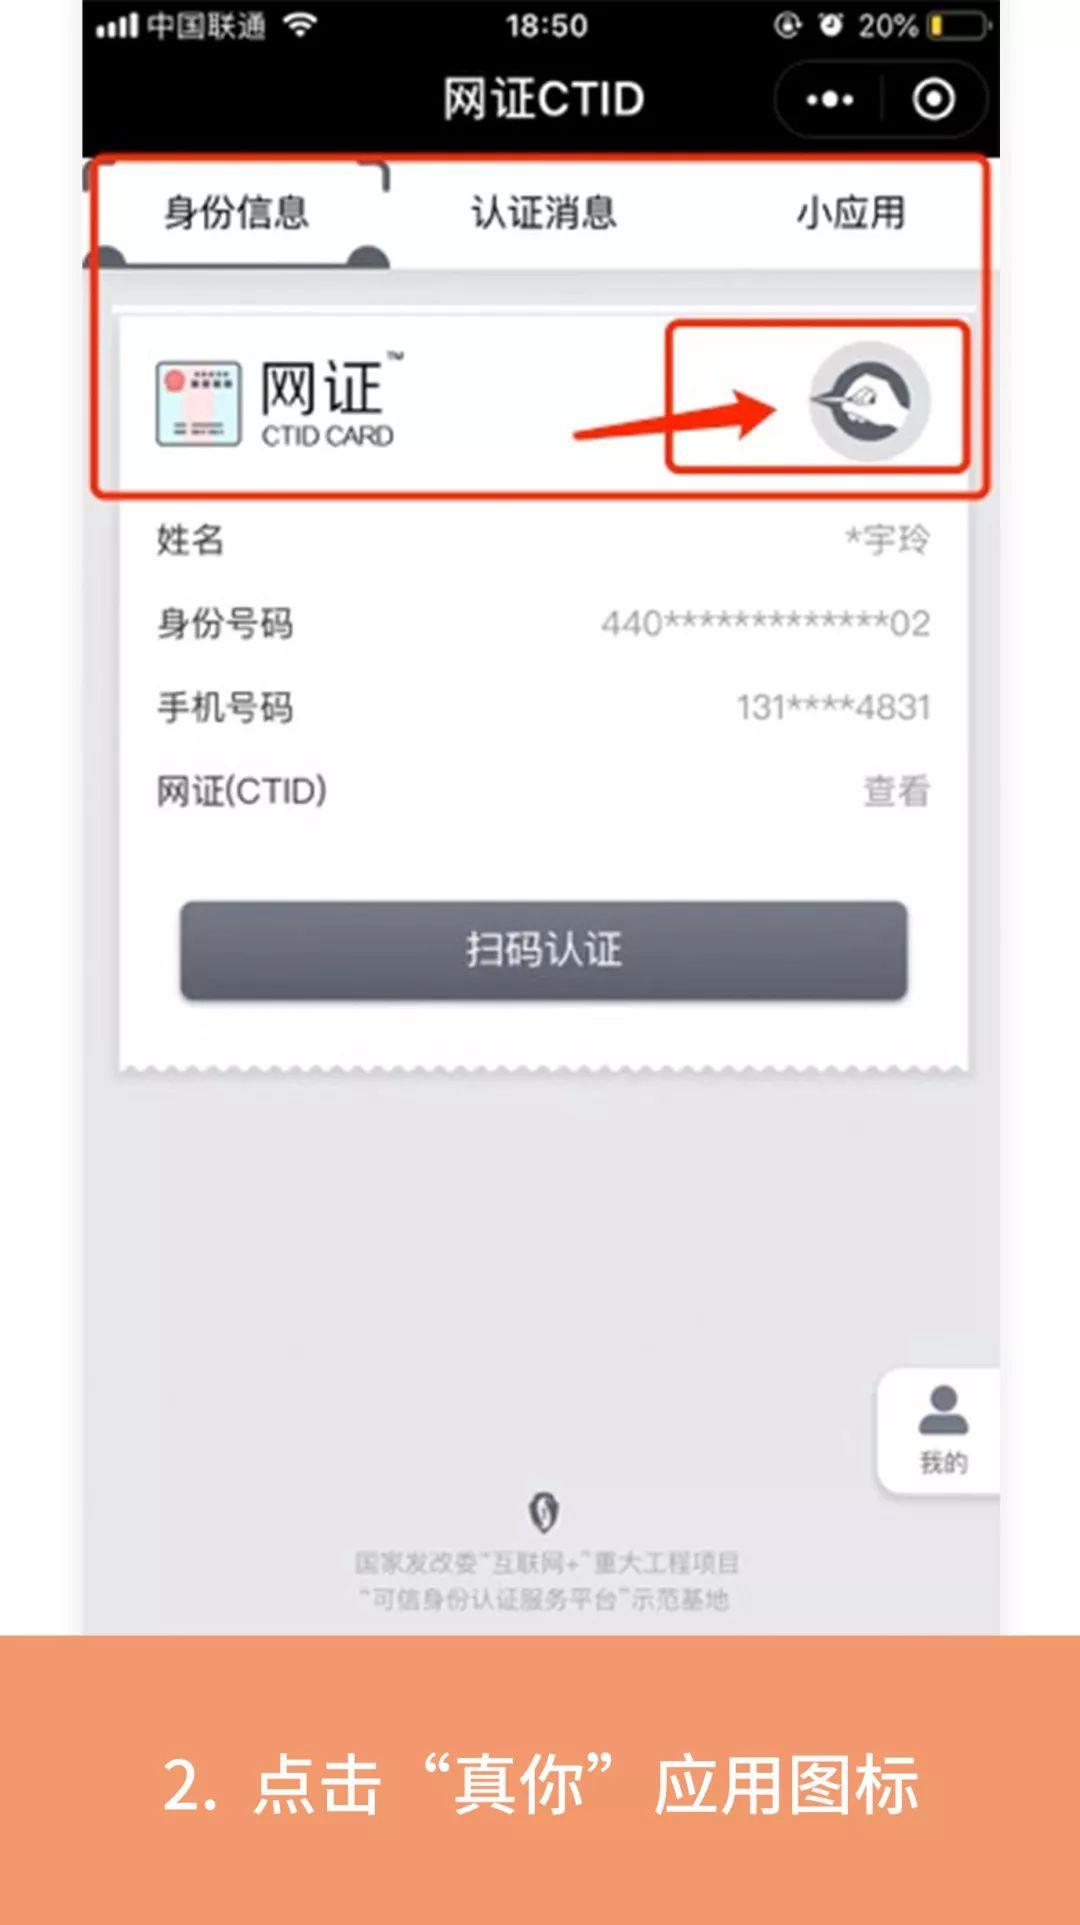 中国联通 18:50 20%
网证CTID
身份信息 认证消息 小应用
网证™
CTID CARD
姓名 *宇玲
身份号码 440*************02
手机号码 131****4831
网证(CTID) 查看
扫码认证
我的
国家发改委“互联网+”重大工程项目
“可信身份认证服务平台”示范基地
2. 点击“真你”应用图标